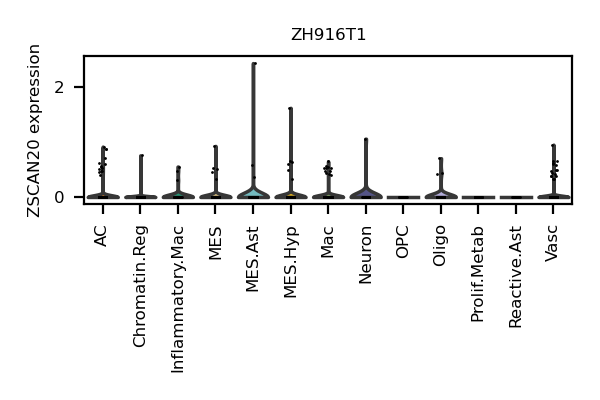 ZH916T1
ZSCAN20 expression
2
0
AC
Chromatin.Reg
Inflammatory.Mac
MES
MES.Ast
MES.Hyp
Mac
Neuron
OPC
Oligo
Prolif.Metab
Reactive.Ast
Vasc